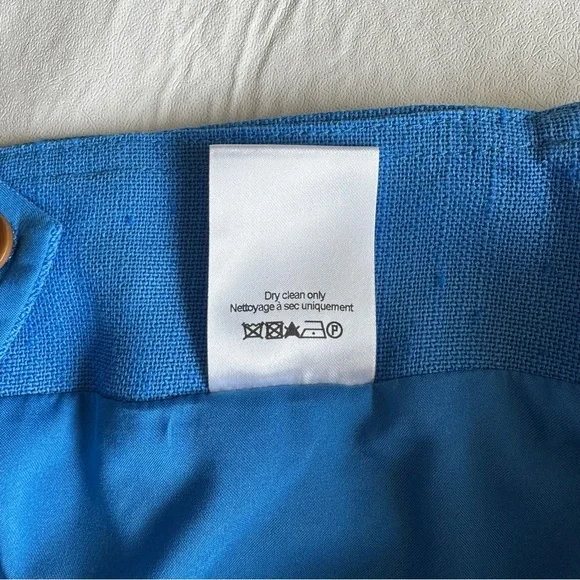 Dry clean only
Nettoyage à sec uniquement
P